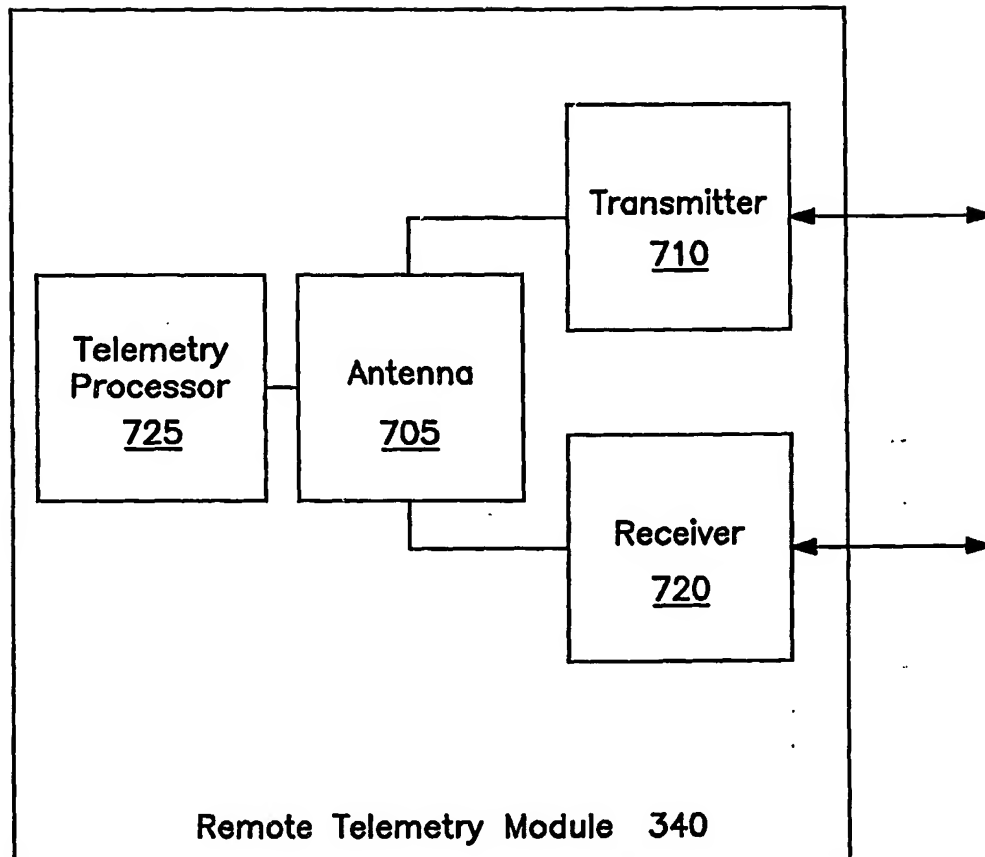 Transmitter
710
Telemetry
Processor
725
Antenna
705
Receiver
720
Remote Telemetry Module 340